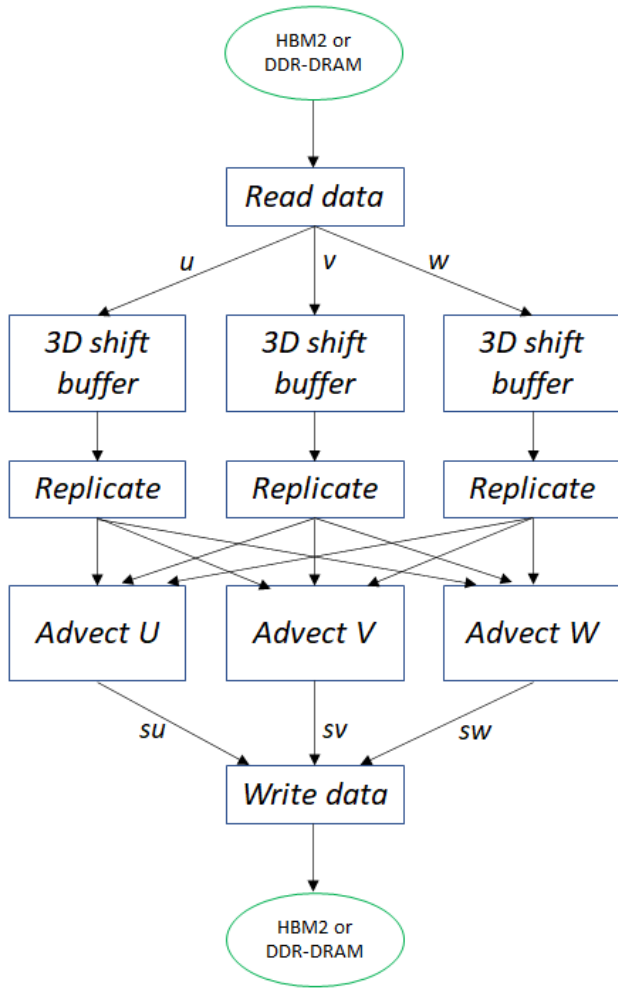 HBM2 or
DDR-DRAM
Read data
u
v
w
3D shift
buffer
3D shift
buffer
3D shift
buffer
Replicate
Replicate
Replicate
Advect U
Advect V
Advect W
su
sv
sw
Write data
HBM2 or
DDR-DRAM